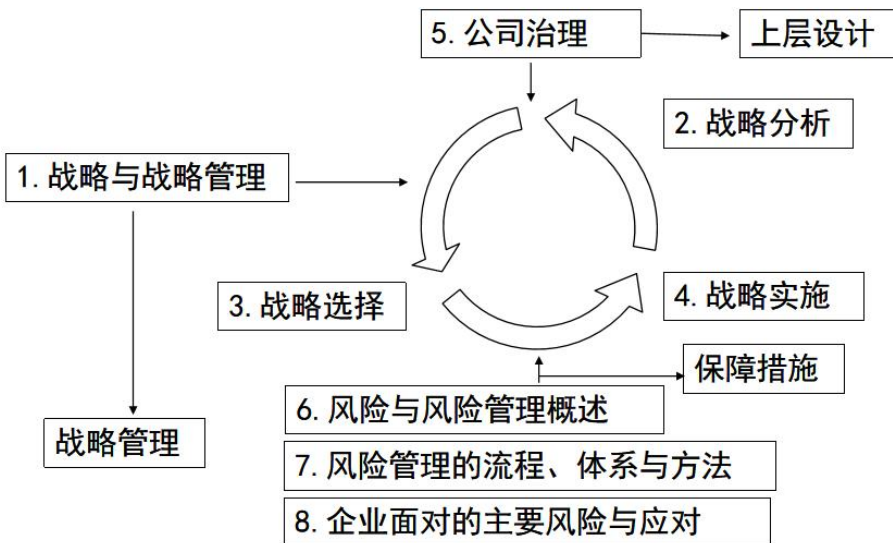 5.公司治理
上层设计
2.战略分析
1.战略与战略管理
3.战略选择
4.战略实施
保障措施
6.风险与风险管理概述
战略管理
7.风险管理的流程、体系与方法
8.企业面对的主要风险与应对